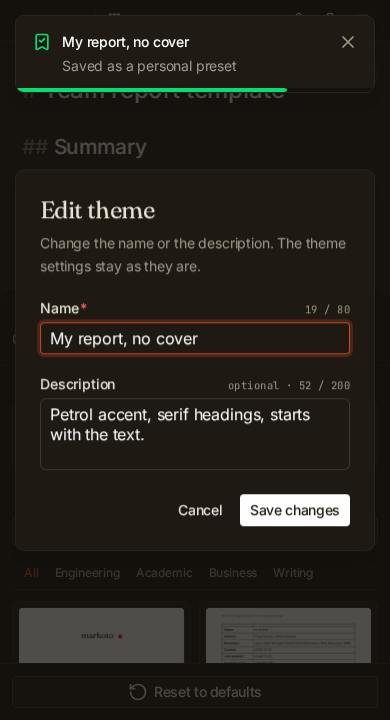 My report, no cover
Saved as a personal preset
# Team report template
## Summary
Edit theme
Change the name or the description. The theme
settings stay as they are.
Name* 19 / 80
My report, no cover
Description optional · 52 / 200
Petrol accent, serif headings, starts
with the text.
Cancel Save changes
All Engineering Academic Business Writing
markoto
Reset to defaults